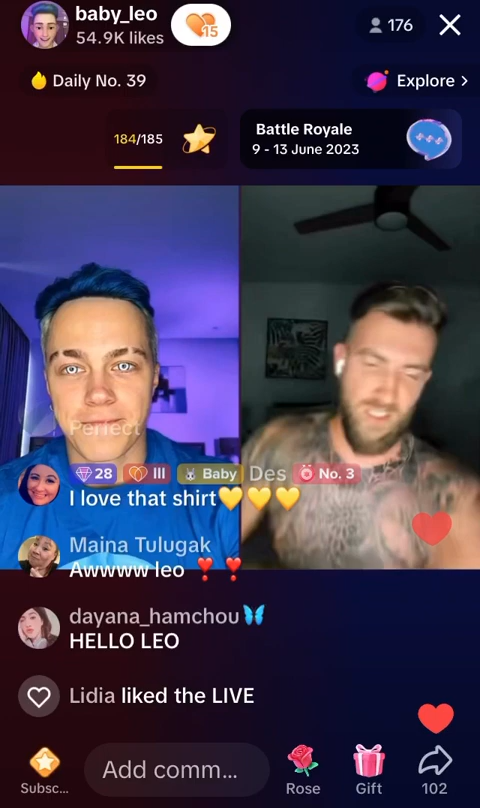 baby_leo
54.9K likes
15
176
Daily No. 39
Explore >
184/185
Battle Royale
9 - 13 June 2023
Perfect
28 III Baby Des No. 3
I love that shirt💛💛💛
Maina Tulugak
Awwww leo ❣️❣️
dayana_hamchou🦋
HELLO LEO
Lidia liked the LIVE
Subsc...
Add comm...
Rose
Gift
102